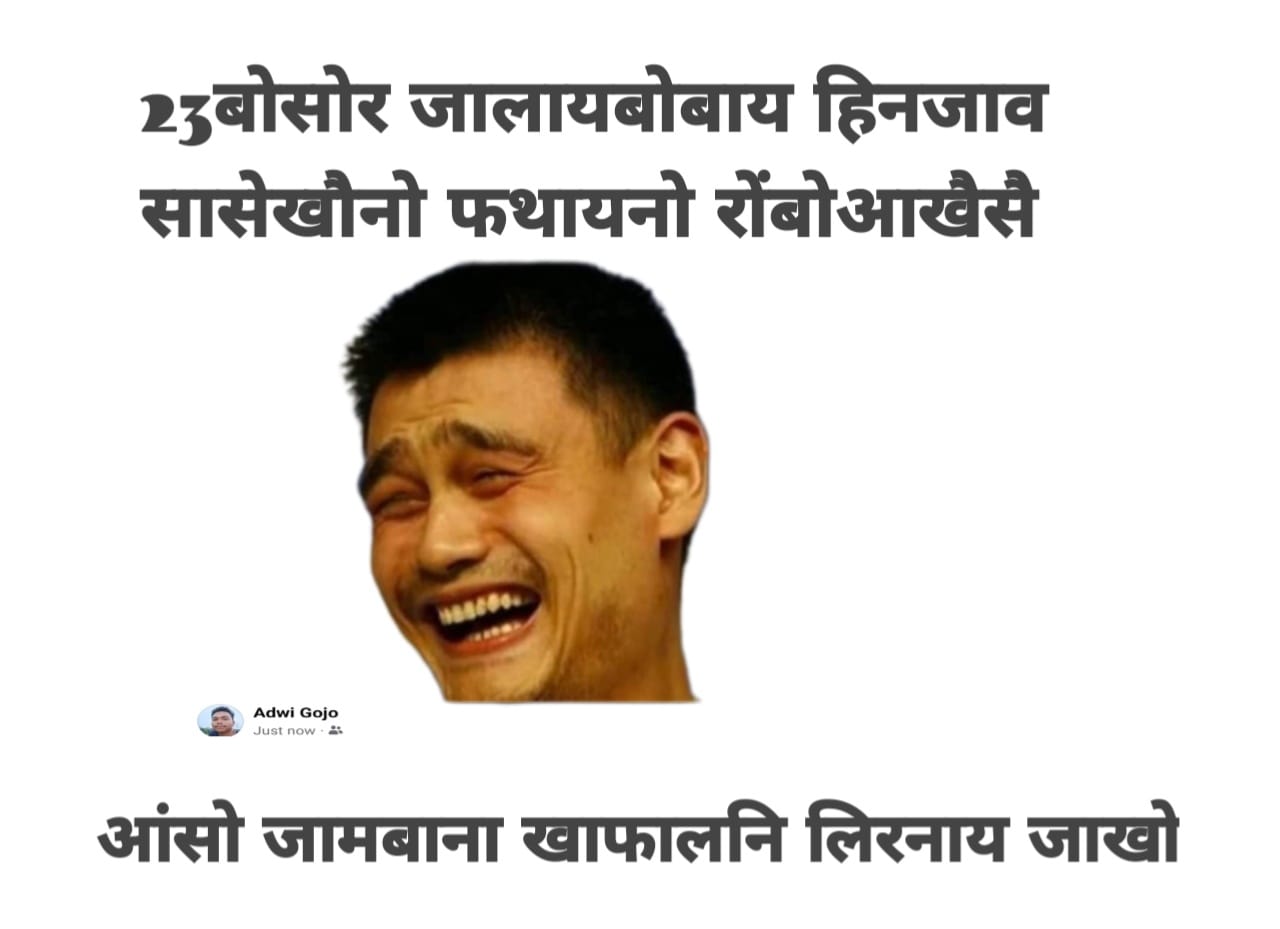 23बोसोर जालायबोबाय हिनजाव
सासेखौनो फथायनो रोंबोआखैसै
Adwi Gojo
Just now ·
आंसो जामबाना खाफालनि लिरनाय जाखो